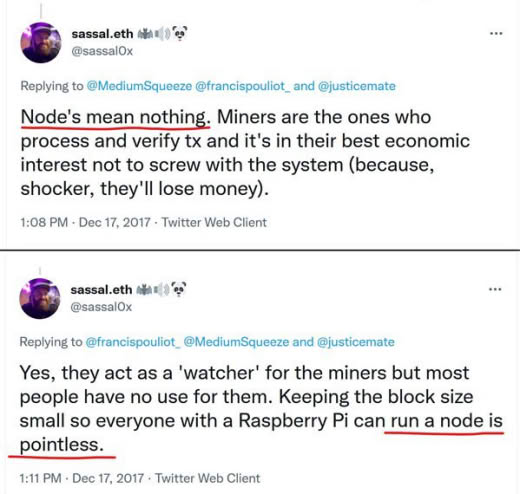 sassal.eth 🦇🔊🐼
@sassal0x
Replying to @MediumSqueeze @francispouliot_ and @justicemate
Node's mean nothing. Miners are the ones who
process and verify tx and it's in their best economic
interest not to screw with the system (because,
shocker, they'll lose money).
1:08 PM · Dec 17, 2017 · Twitter Web Client
sassal.eth 🦇🔊🐼
@sassal0x
Replying to @francispouliot_ @MediumSqueeze and @justicemate
Yes, they act as a 'watcher' for the miners but most
people have no use for them. Keeping the block size
small so everyone with a Raspberry Pi can run a node is
pointless.
1:11 PM · Dec 17, 2017 · Twitter Web Client